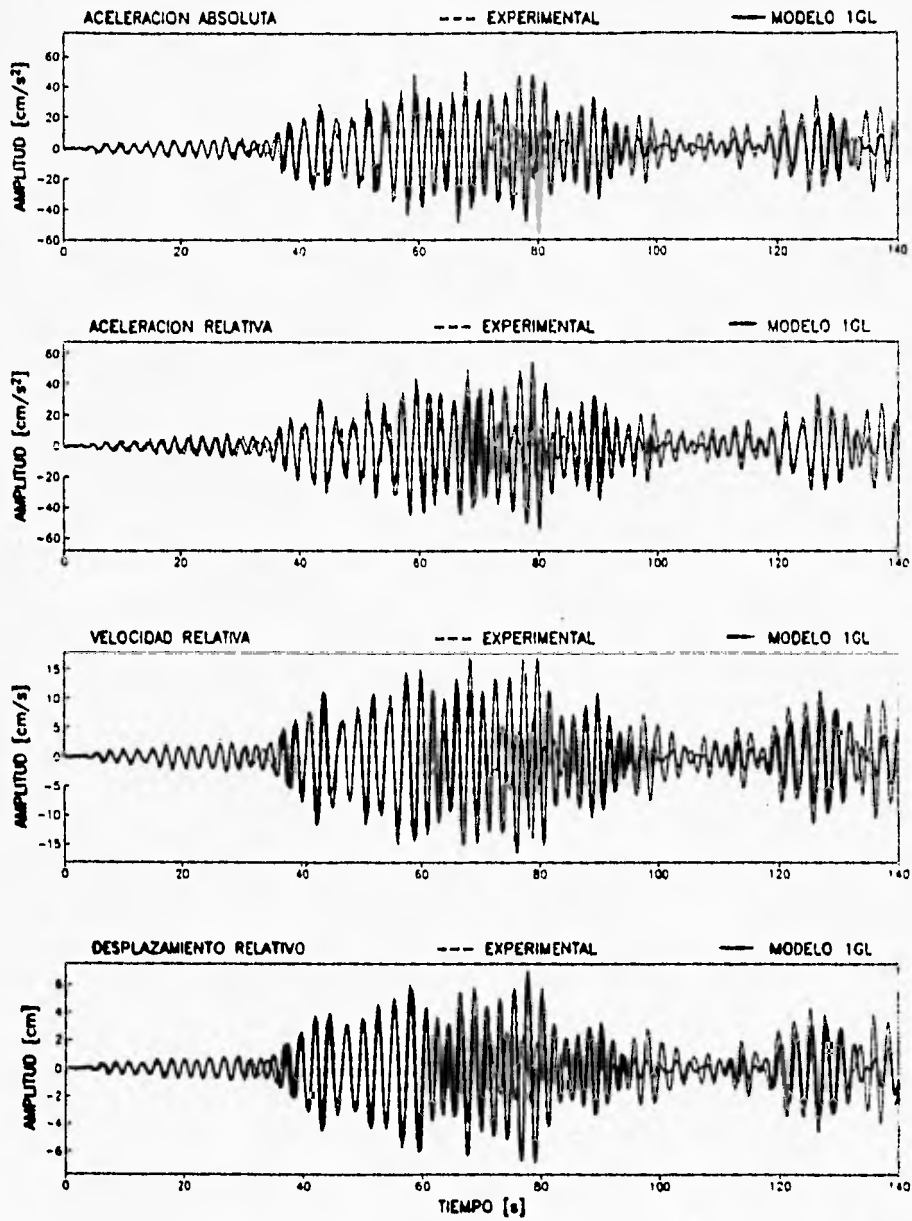 ACELERACION ABSOLUTA --- EXPERIMENTAL — MODELO 1GL
AMPLITUD [cm/s²]
60
40
20
0
-20
-40
-60
0 20 40 60 80 100 120 140
ACELERACION RELATIVA --- EXPERIMENTAL — MODELO 1GL
AMPLITUD [cm/s²]
60
40
20
0
-20
-40
-60
0 20 40 60 80 100 120 140
VELOCIDAD RELATIVA --- EXPERIMENTAL — MODELO 1GL
AMPLITUD [cm/s]
15
10
5
0
-5
-10
-15
0 20 40 60 80 100 120 140
DESPLAZAMIENTO RELATIVO --- EXPERIMENTAL — MODELO 1GL
AMPLITUD [cm]
6
4
2
0
-2
-4
-6
0 20 40 60 80 100 120 140
TIEMPO [s]